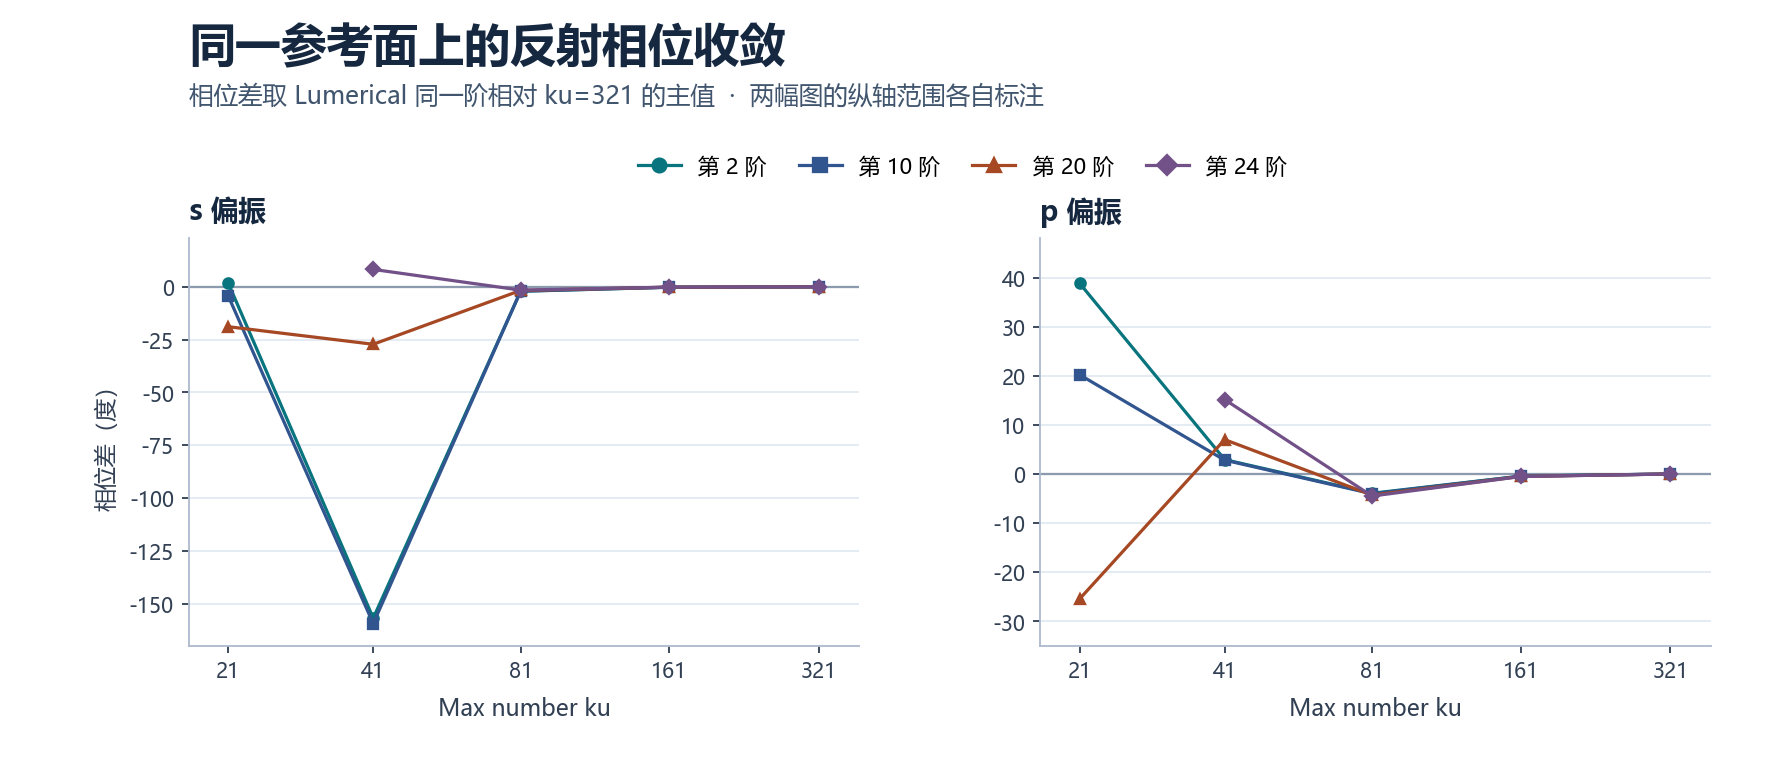 同一参考面上的反射相位收敛
相位差取 Lumerical 同一阶相对 ku=321 的主值 · 两幅图的纵轴范围各自标注
第 2 阶 第 10 阶 第 20 阶 第 24 阶
s 偏振
0
-25
-50
-75
-100
-125
-150
相位差（度）
21 41 81 161 321
Max number ku
p 偏振
40
30
20
10
0
-10
-20
-30
21 41 81 161 321
Max number ku